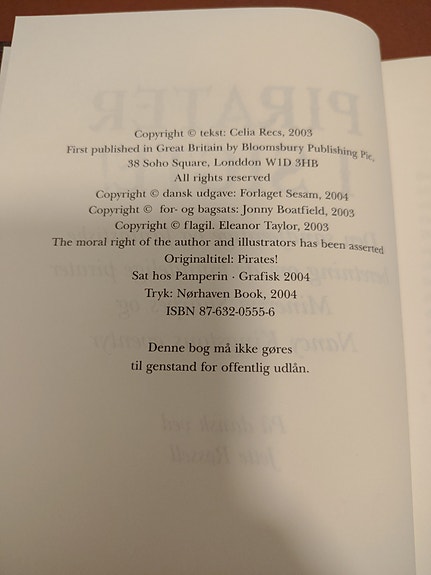 Copyright © tekst: Celia Recs, 2003
First published in Great Britain by Bloomsbury Publishing Pic,
38 Soho Square, Londdon W1D 3HB
All rights reserved
Copyright © dansk udgave: Forlaget Sesam, 2004
Copyright © for- og bagsats: Jonny Boatfield, 2003
Copyright © flagil. Eleanor Taylor, 2003
The moral right of the author and illustrators has been asserted
Originaltitel: Pirates!
Sat hos Pamperin · Grafisk 2004
Tryk: Nørhaven Book, 2004
ISBN 87-632-0555-6
Denne bog må ikke gøres
til genstand for offentlig udlån.